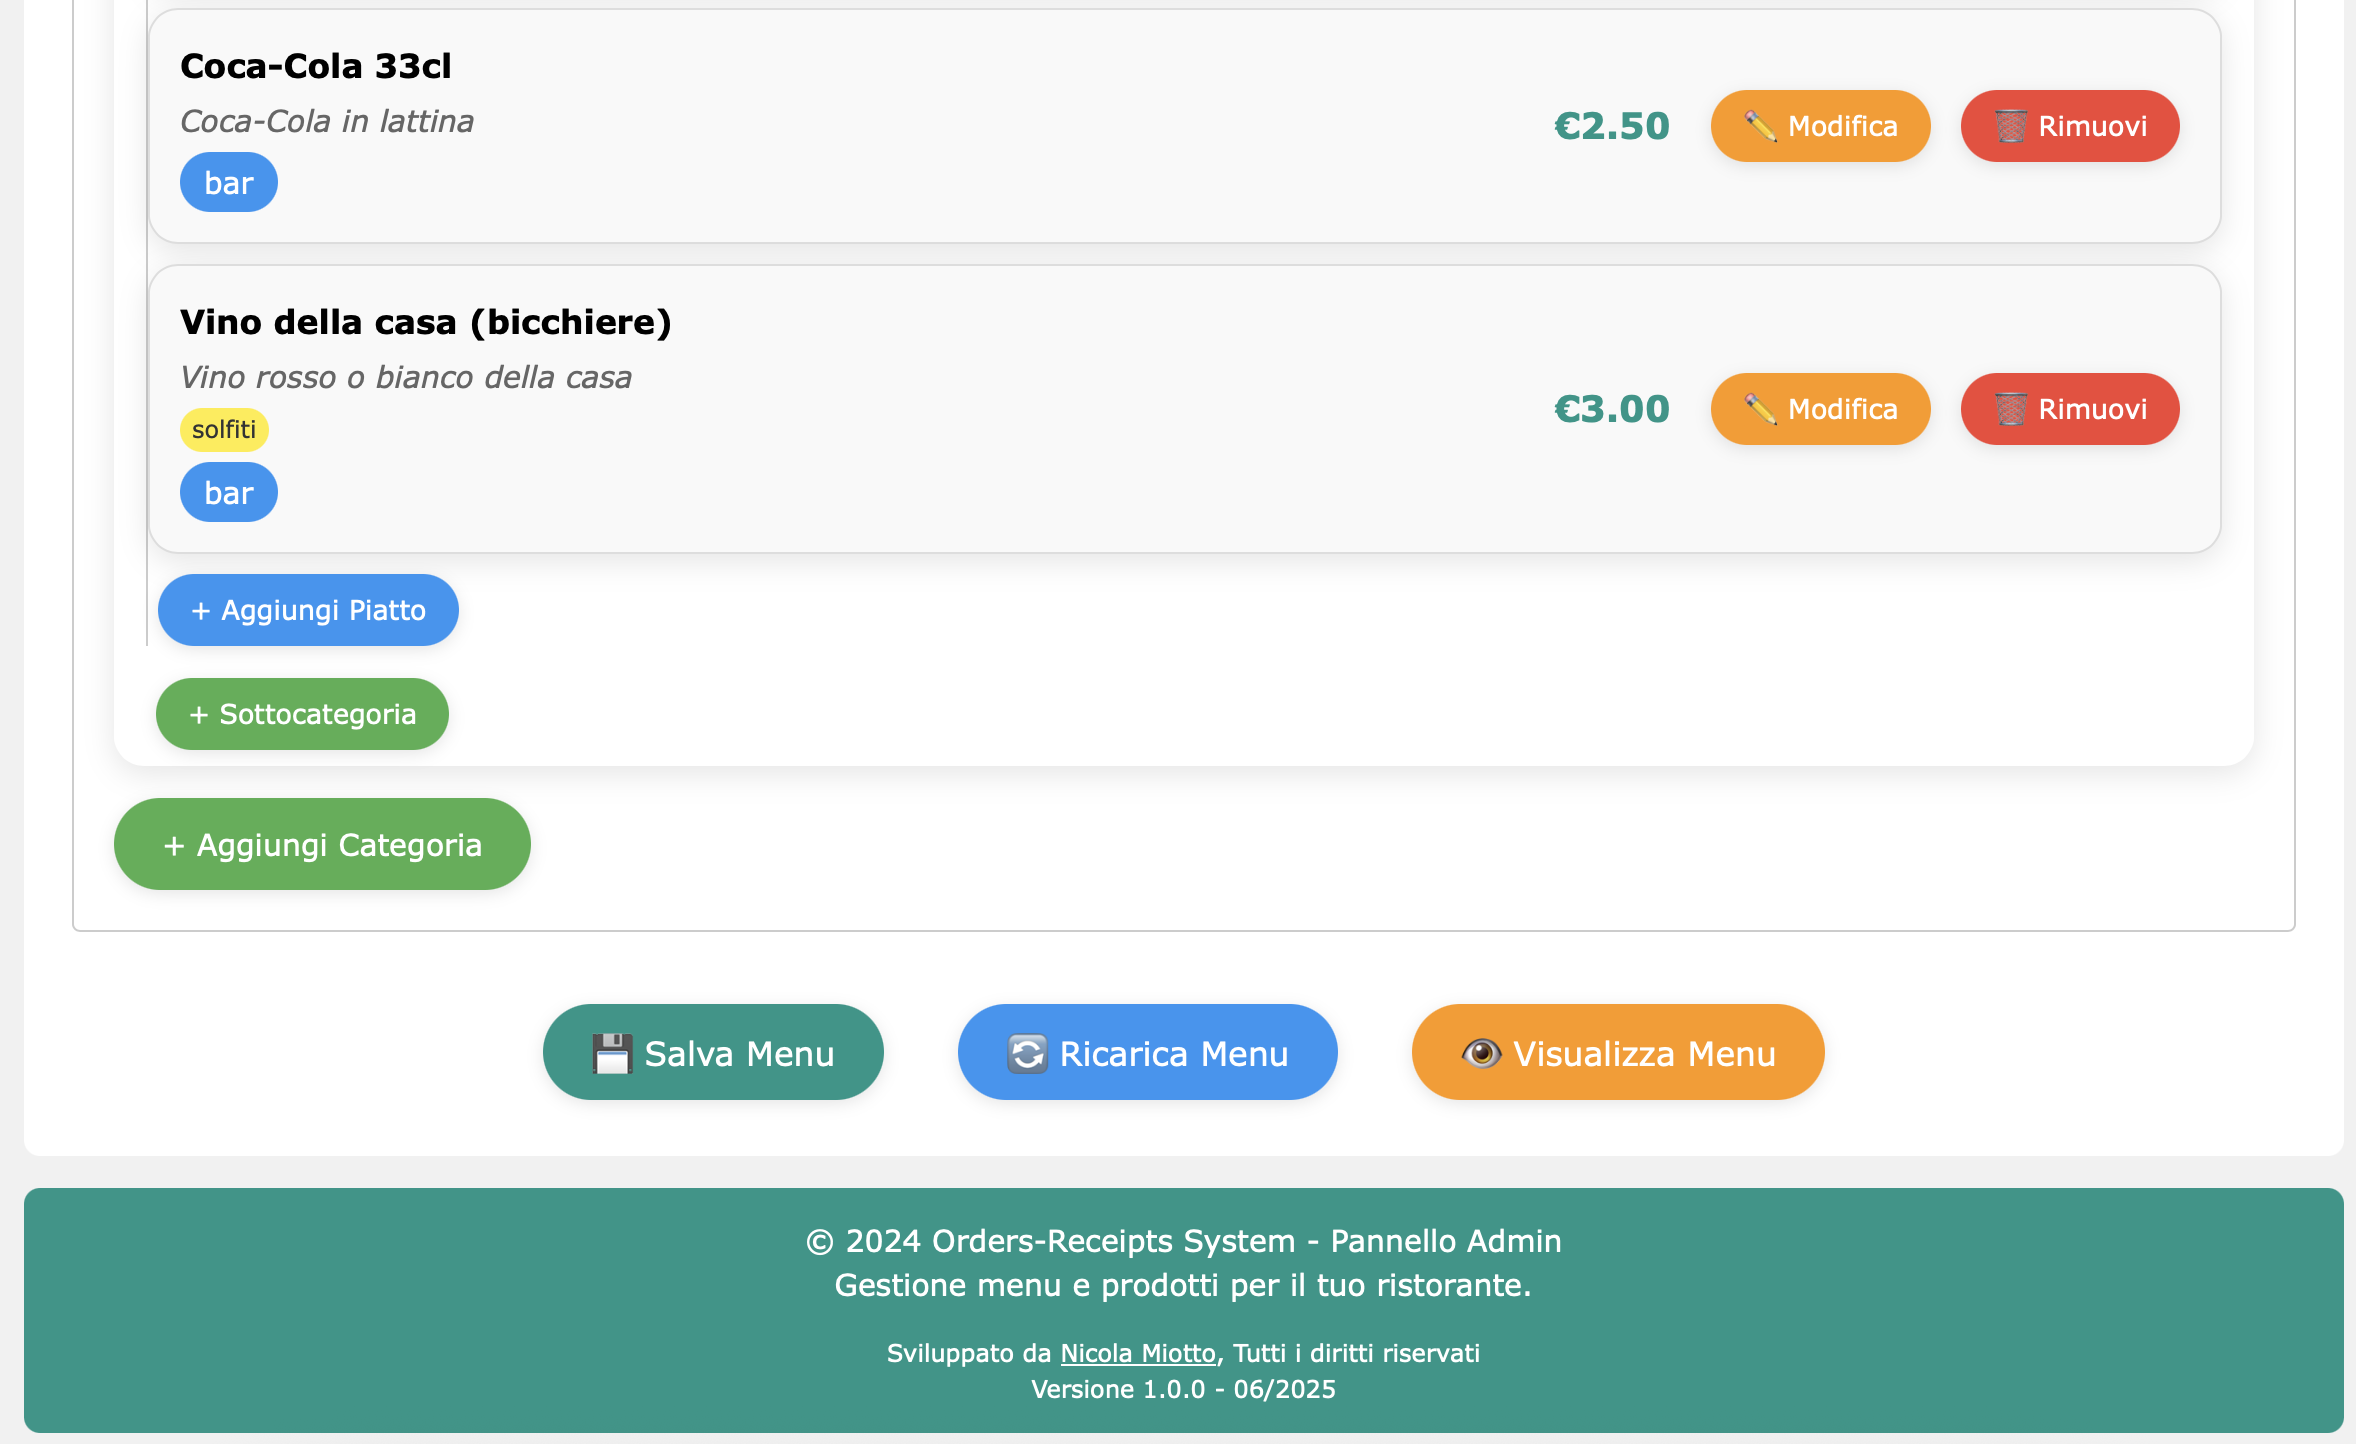 Coca-Cola 33cl
Coca-Cola in lattina
bar
€2.50
Modifica
Rimuovi
Vino della casa (bicchiere)
Vino rosso o bianco della casa
solfiti
bar
€3.00
Modifica
Rimuovi
+ Aggiungi Piatto
+ Sottocategoria
+ Aggiungi Categoria
Salva Menu
Ricarica Menu
Visualizza Menu
© 2024 Orders-Receipts System - Pannello Admin
Gestione menu e prodotti per il tuo ristorante.
Sviluppato da Nicola Miotto, Tutti i diritti riservati
Versione 1.0.0 - 06/2025